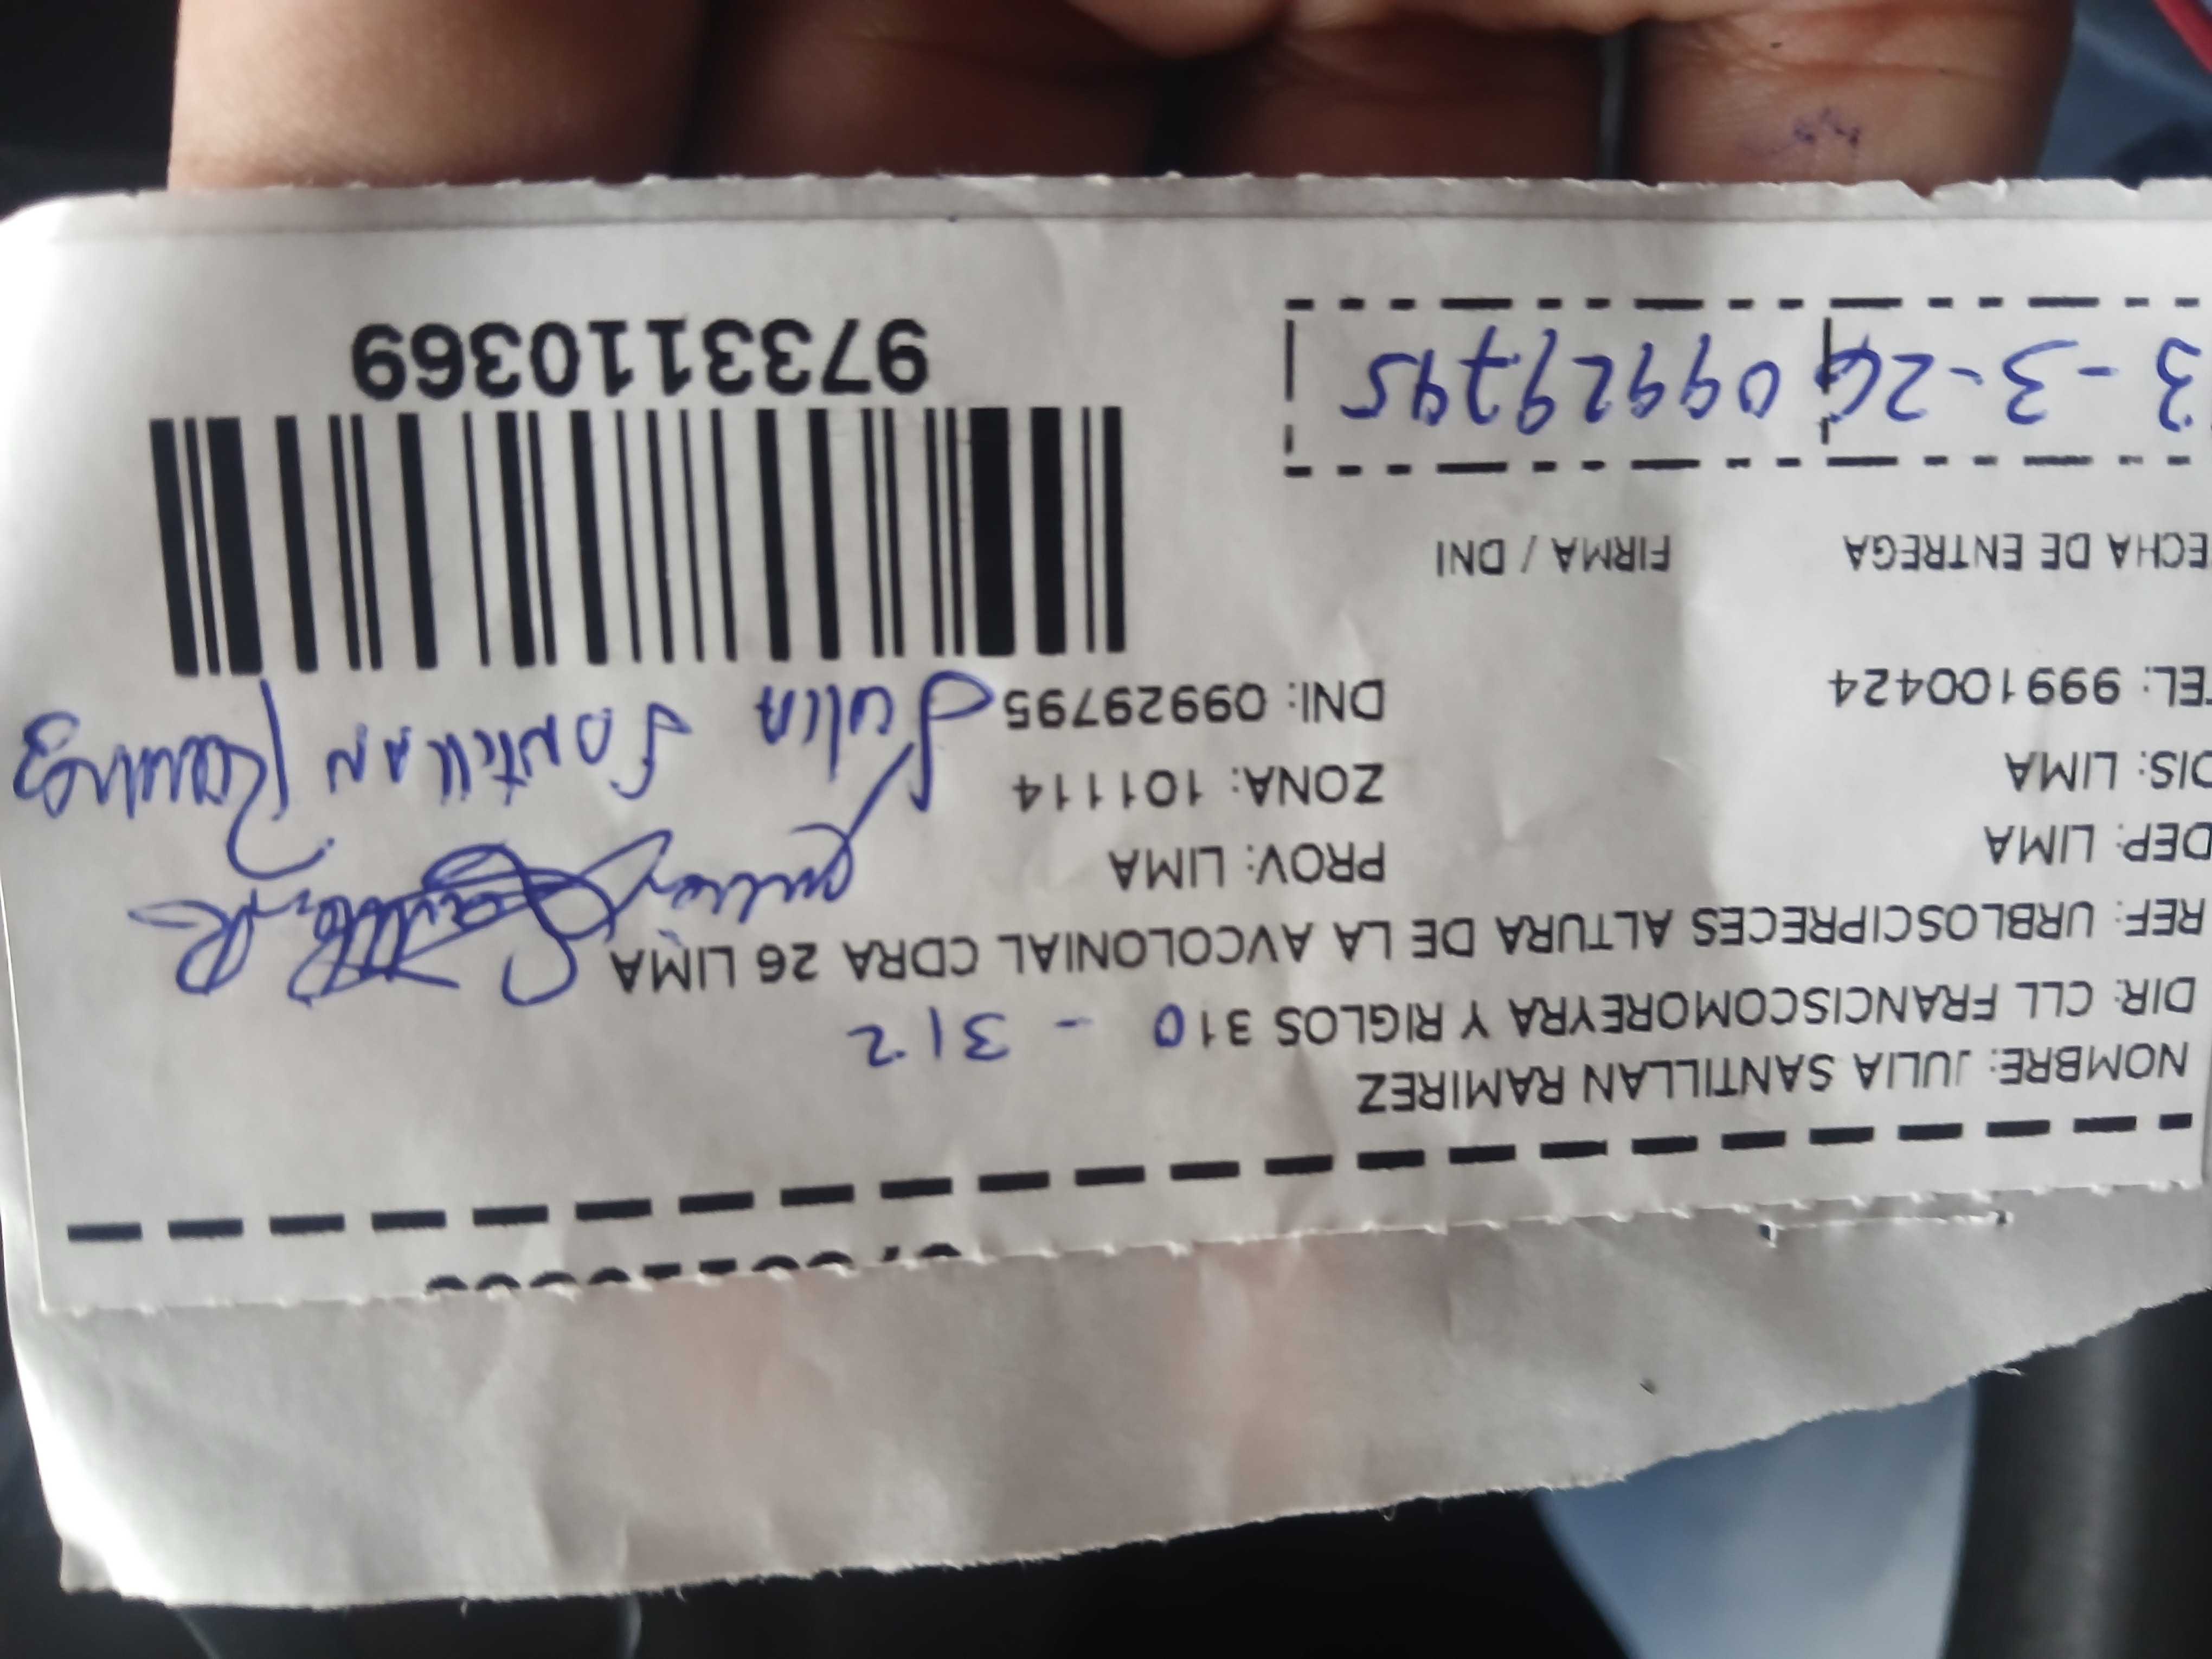 NOMBRE: JULIA SANTILLAN RAMIREZ
DIR: CLL FRANCISCOMOREYRA Y RIGLOS 310 - 312
REF: URBLOSCIPRECES ALTURA DE LA AVCOLONIAL CDRA 26 LIMA
DEP: LIMA PROV: LIMA
DIS: LIMA ZONA: 101114
TEL: 999100424 DNI: 09929795
Julia Santillan Ramirez
ECHA DE ENTREGA FIRMA / DNI
3-3-26 09929795
9733110369